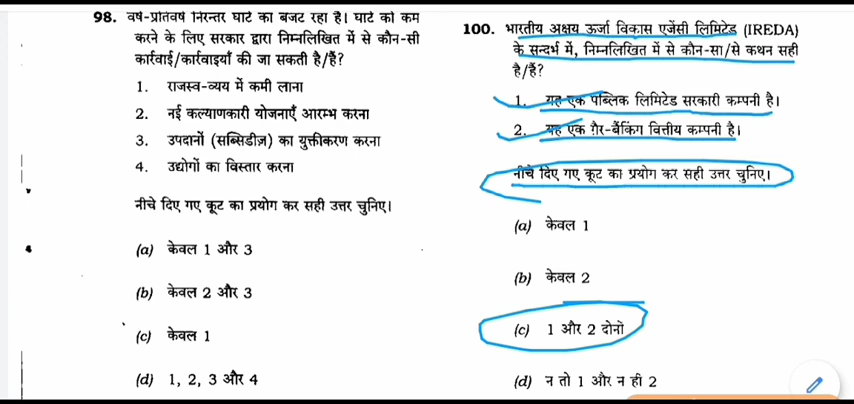 98. वर्ष-प्रतिवर्ष निरन्तर घाटे का बजट रहा है। घाटे को कम
करने के लिए सरकार द्वारा निम्नलिखित में से कौन-सी
कार्रवाई/कार्रवाइयाँ की जा सकती है/हैं?
1. राजस्व-व्यय में कमी लाना
2. नई कल्याणकारी योजनाएँ आरम्भ करना
3. उपदानों (सब्सिडीज़) का युक्तीकरण करना
4. उद्योगों का विस्तार करना
नीचे दिए गए कूट का प्रयोग कर सही उत्तर चुनिए।
(a) केवल 1 और 3
(b) केवल 2 और 3
(c) केवल 1
(d) 1, 2, 3 और 4
100. भारतीय अक्षय ऊर्जा विकास एजेंसी लिमिटेड (IREDA)
के सन्दर्भ में, निम्नलिखित में से कौन-सा/से कथन सही
है/हैं?
1. यह एक पब्लिक लिमिटेड सरकारी कम्पनी है।
2. यह एक ग़ैर-बैंकिंग वित्तीय कम्पनी है।
नीचे दिए गए कूट का प्रयोग कर सही उत्तर चुनिए।
(a) केवल 1
(b) केवल 2
(c) 1 और 2 दोनों
(d) न तो 1 और न ही 2